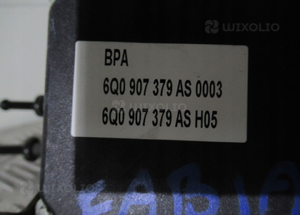 WIXOLIO
BPA
6Q0 907 379 AS 0003
6Q0 907 379 AS H05
FABIA